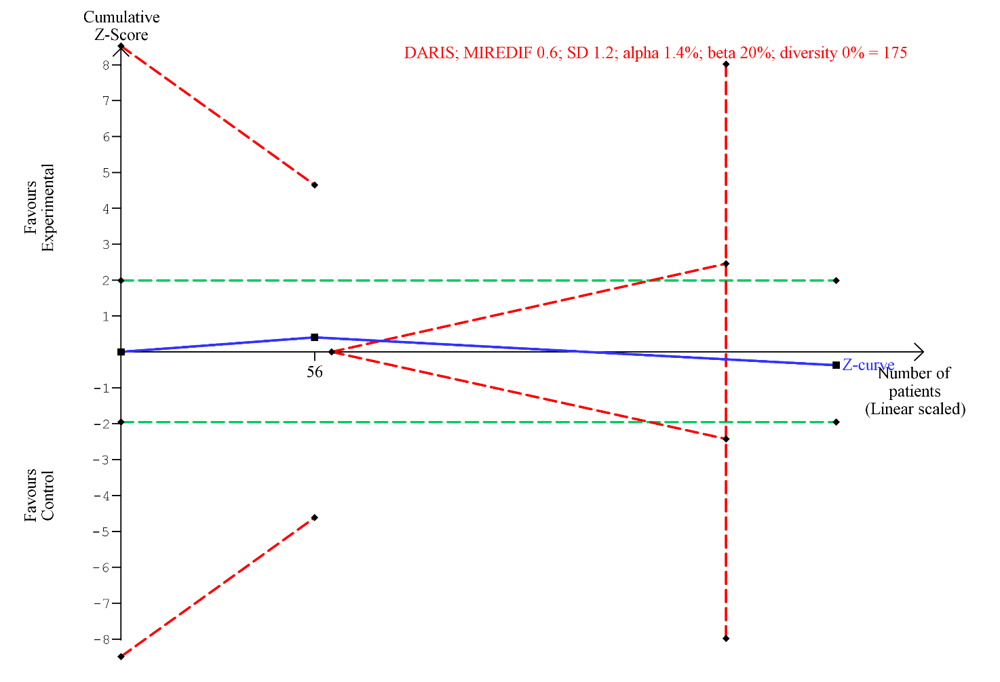 Cumulative
Z-Score
DARIS; MIREDIF 0.6; SD 1.2; alpha 1.4%; beta 20%; diversity 0% = 175
8
7
6
5
4
3
2
1
-1
-2
-3
-4
-5
-6
-7
-8
Favours
Experimental
Favours
Control
56
Z-curve
Number of
patients
(Linear scaled)